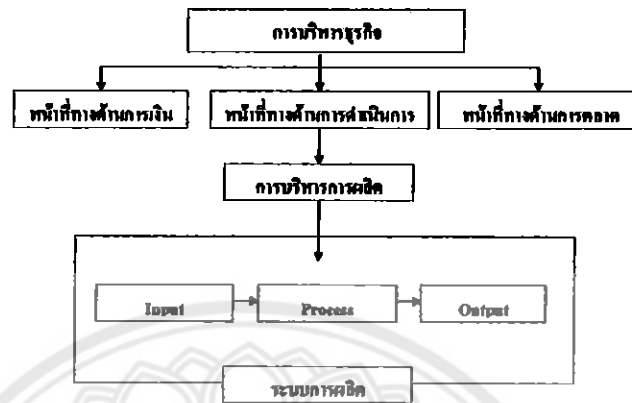 การบริหารธุรกิจ
หน้าที่ทางด้านการเงิน
หน้าที่ทางด้านการดำเนินการ
หน้าที่ทางด้านการตลาด
การบริหารการผลิต
Input
Process
Output
ระบบการผลิต